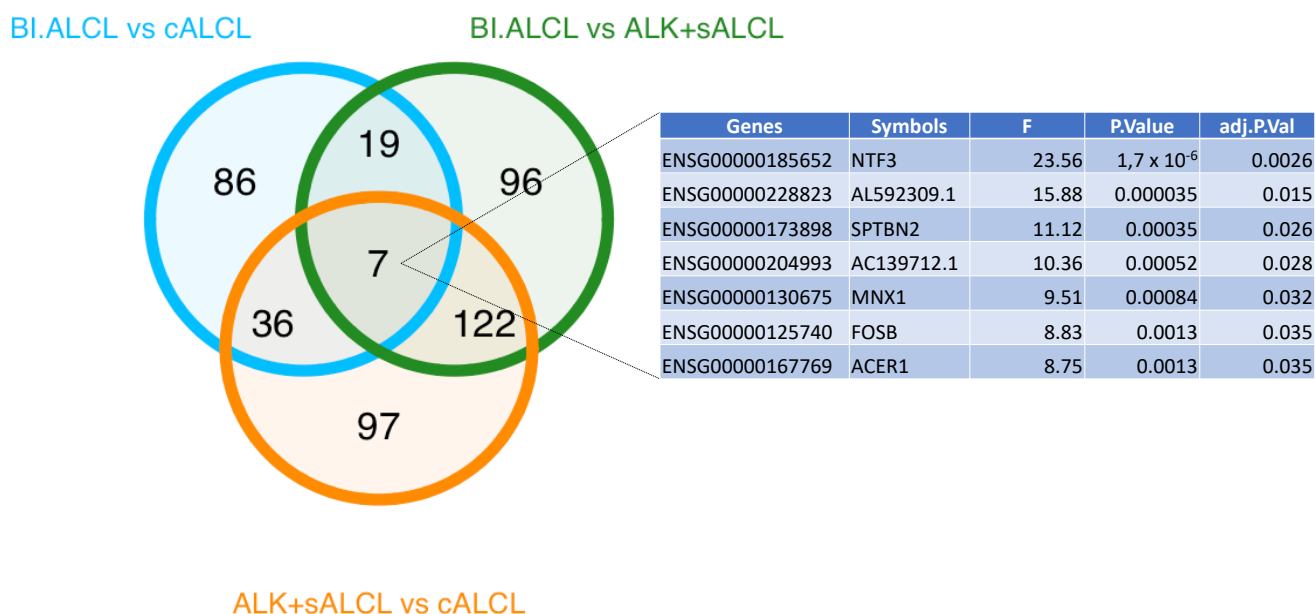 BI.ALCL vs cALCL
BI.ALCL vs ALK+sALCL
19
86
96
7
36
122
97
ALK+sALCL vs cALCL
Genes Symbols F P.Value adj.P.Val
ENSG00000185652 NTF3 23.56 1,7 x 10⁻⁶ 0.0026
ENSG00000228823 AL592309.1 15.88 0.000035 0.015
ENSG00000173898 SPTBN2 11.12 0.00035 0.026
ENSG00000204993 AC139712.1 10.36 0.00052 0.028
ENSG00000130675 MNX1 9.51 0.00084 0.032
ENSG00000125740 FOSB 8.83 0.0013 0.035
ENSG00000167769 ACER1 8.75 0.0013 0.035